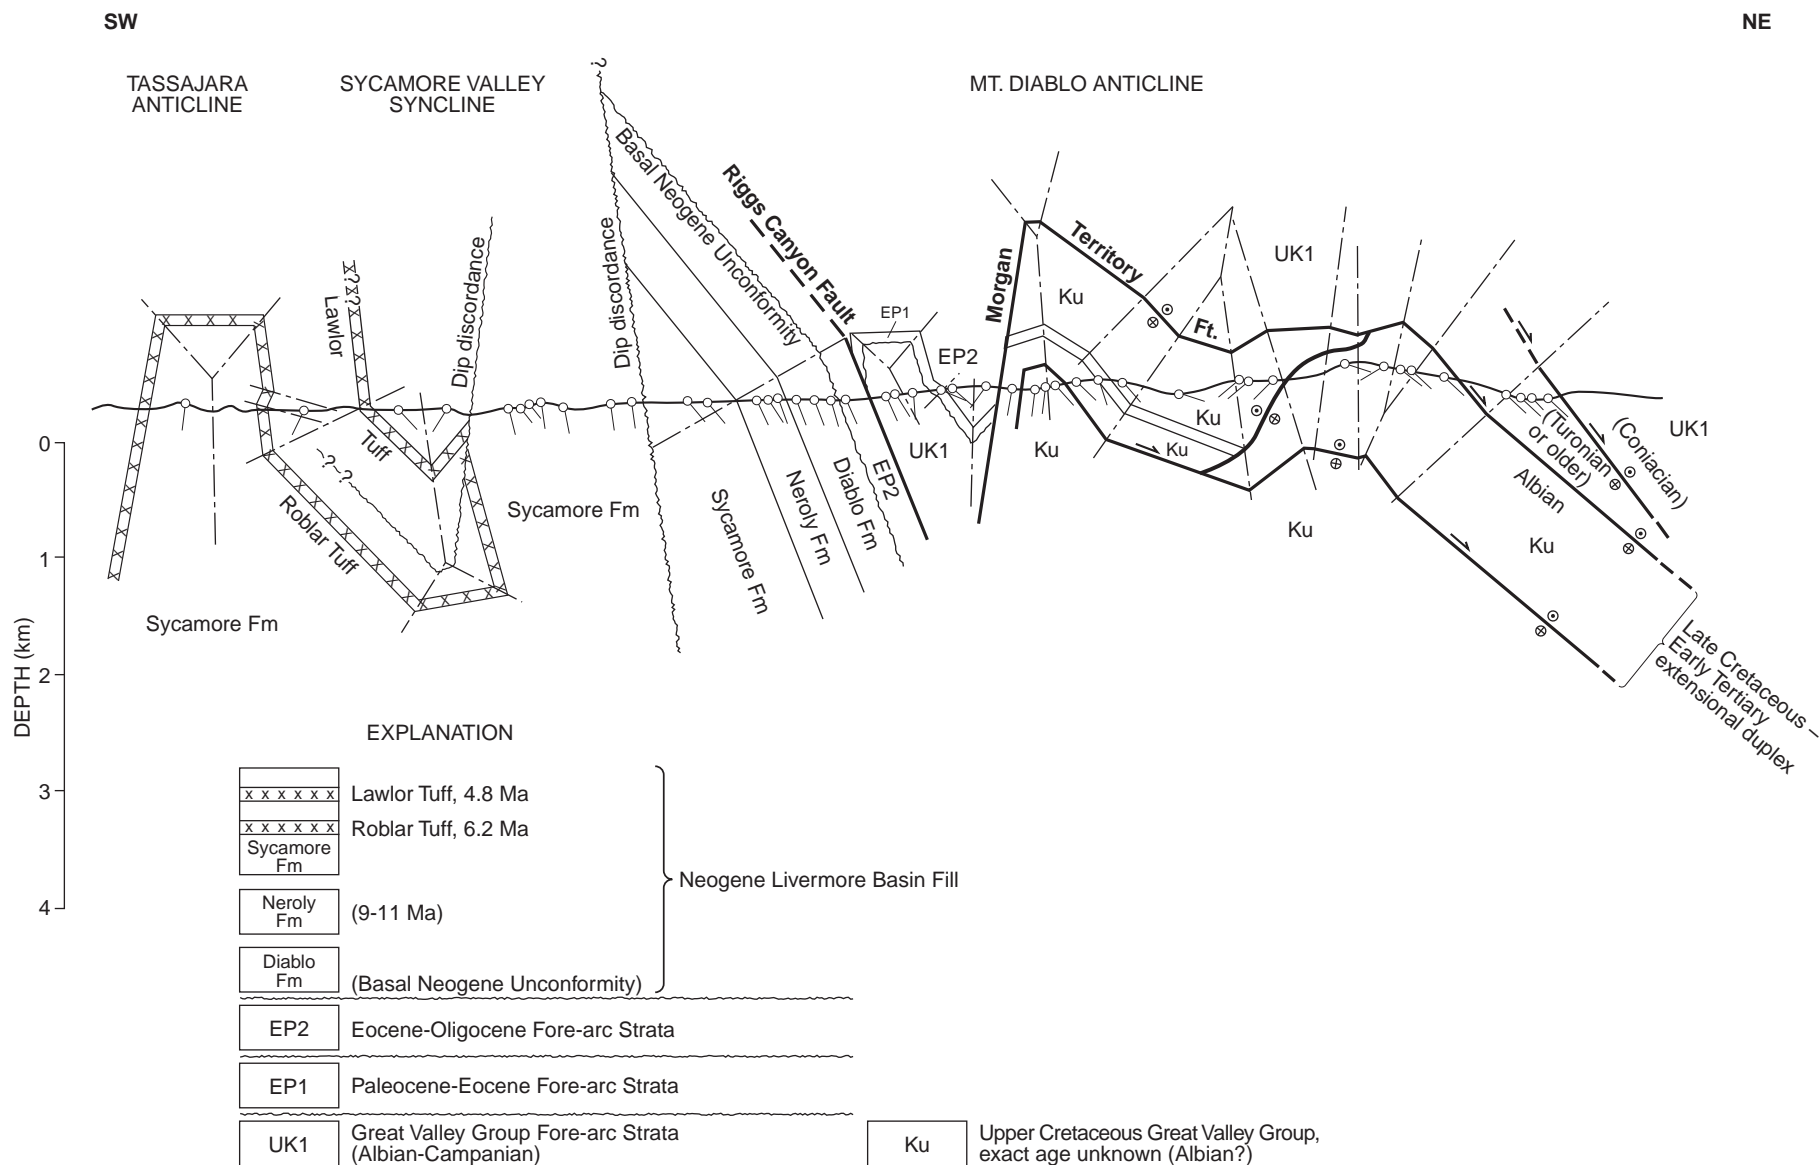 SW
NE
TASSAJARA
ANTICLINE
SYCAMORE VALLEY
SYNCLINE
MT. DIABLO ANTICLINE
?
Basal Neogene Unconformity
Riggs Canyon Fault
Dip discordance
Dip discordance
Lawlor
?
?
Tuff
Roblar Tuff
?
?
Morgan
Territory
Ft.
UK1
Ku
EP1
EP2
Ku
Ku
Ku
UK1
Ku
Ku
UK1
(Coniacian)
(Turonian
or older)
Albian
Sycamore Fm
Sycamore Fm
Sycamore Fm
Neroly Fm
Diablo Fm
EP2
Late Cretaceous –
Early Tertiary
extensional duplex
DEPTH (km)
0
1
2
3
4
EXPLANATION
x x x x x x
Lawlor Tuff, 4.8 Ma
x x x x x x
Roblar Tuff, 6.2 Ma
Sycamore
Fm
Neroly
Fm
(9-11 Ma)
Diablo
Fm
(Basal Neogene Unconformity)
Neogene Livermore Basin Fill
EP2
Eocene-Oligocene Fore-arc Strata
EP1
Paleocene-Eocene Fore-arc Strata
UK1
Great Valley Group Fore-arc Strata
(Albian-Campanian)
Ku
Upper Cretaceous Great Valley Group,
exact age unknown (Albian?)